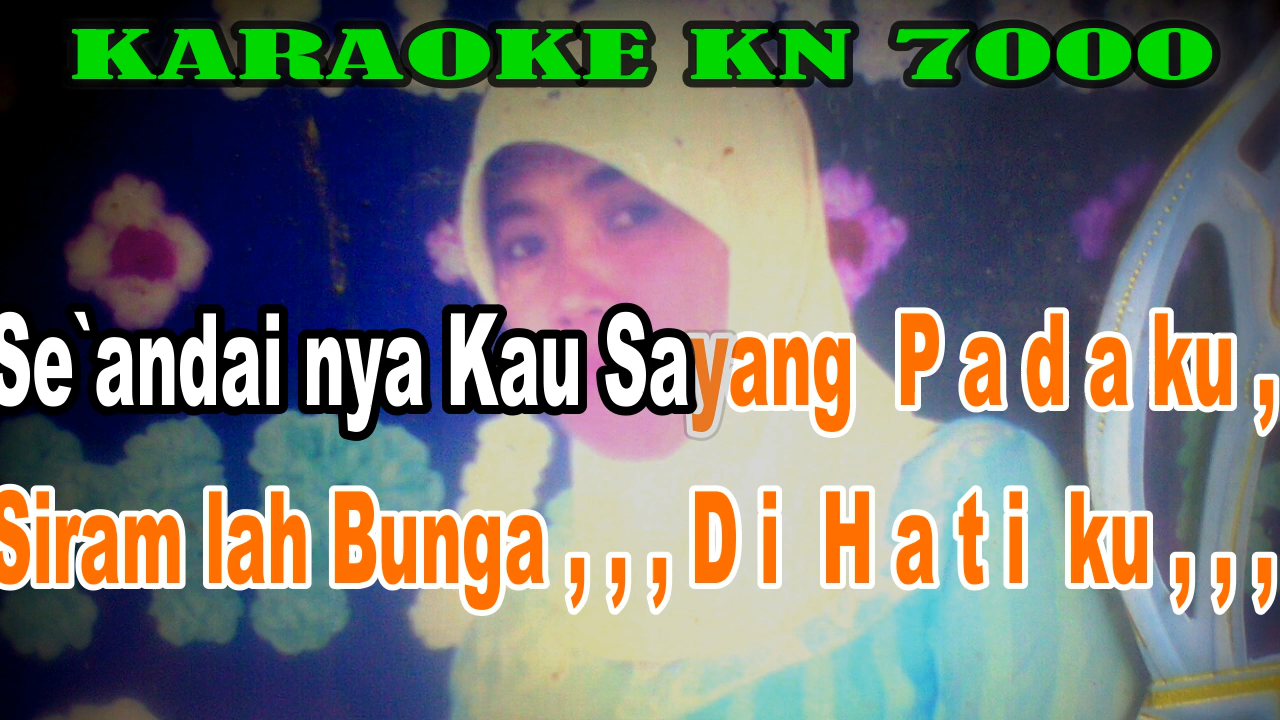 KARAOKE KN 7000
Se`andai nya Kau Sayang P a d a ku ,
Siram lah Bunga , , , D i H a t i ku , , ,